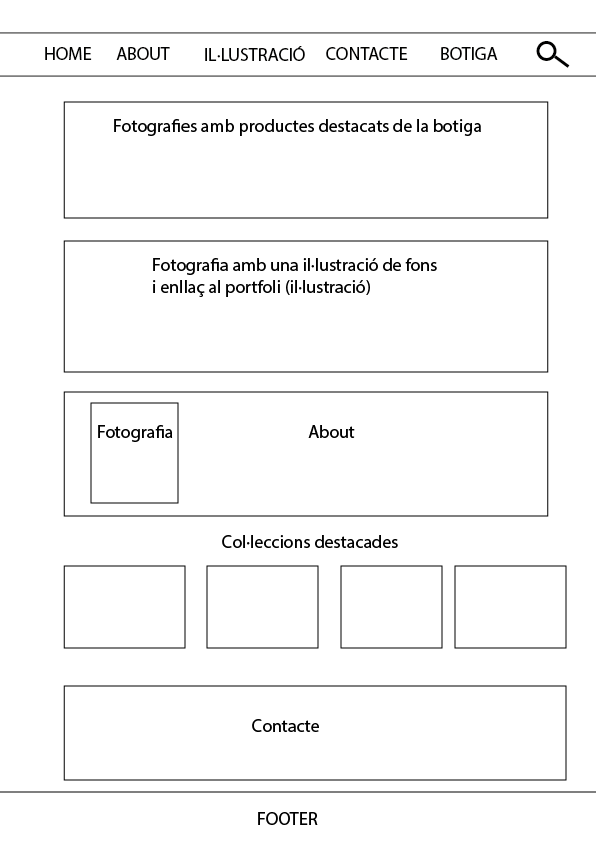 HOME ABOUT IL·LUSTRACIÓ CONTACTE BOTIGA
Fotografies amb productes destacats de la botiga
Fotografia amb una il·lustració de fons
i enllaç al portfoli (il·lustració)
Fotografia
About
Col·leccions destacades
Contacte
FOOTER